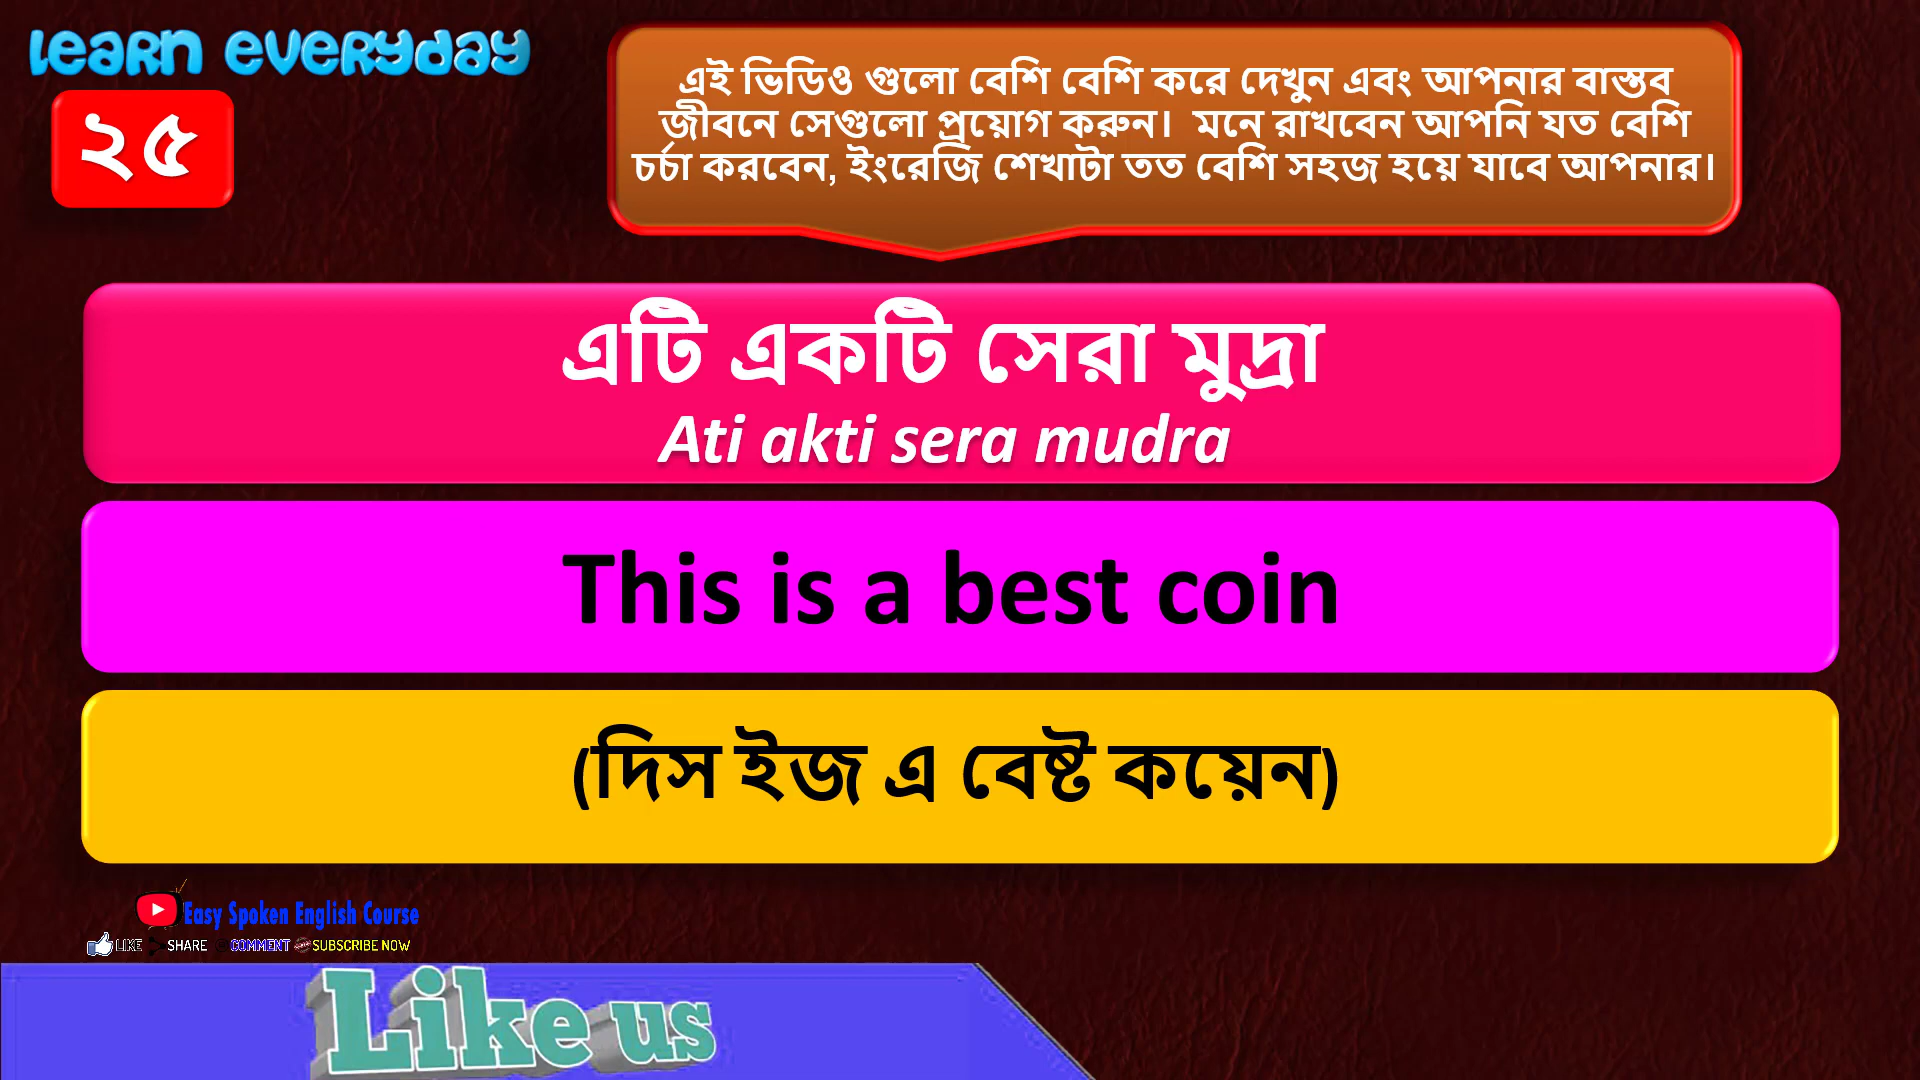 Learn Everyday
২৫
এই ভিডিও গুলো বেশি বেশি করে দেখুন এবং আপনার বাস্তব
জীবনে সেগুলো প্রয়োগ করুন। মনে রাখবেন আপনি যত বেশি
চর্চা করবেন, ইংরেজি শেখাটা তত বেশি সহজ হয়ে যাবে আপনার।
এটি একটি সেরা মুদ্রা
Ati akti sera mudra
This is a best coin
(দিস ইজ এ বেষ্ট কয়েন)
Easy Spoken English Course
LIKE SHARE COMMENT SUBSCRIBE NOW
Like us